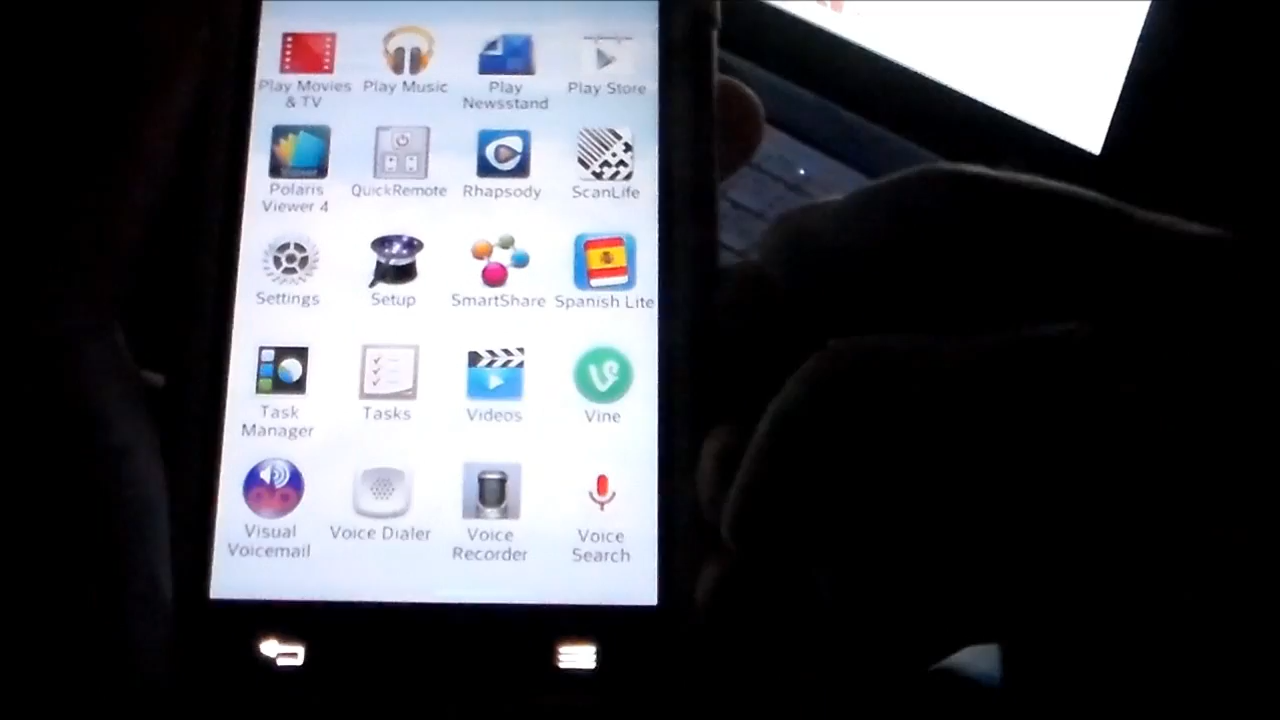 Play Movies & TV
Play Music
Play Newsstand
Play Store
Polaris Viewer 4
QuickRemote
Rhapsody
ScanLife
Settings
Setup
SmartShare
Spanish Lite
Task Manager
Tasks
Videos
Vine
Visual Voicemail
Voice Dialer
Voice Recorder
Voice Search